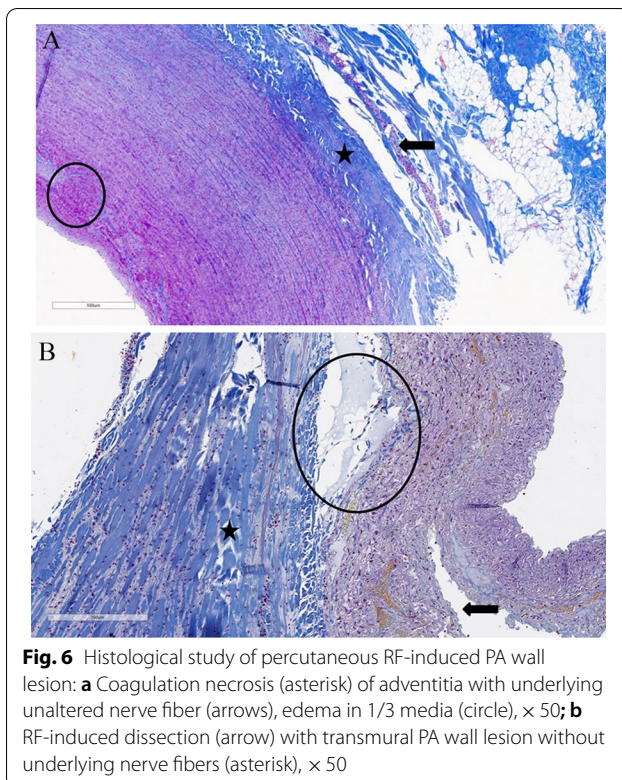 A
500um
B
Fig. 6 Histological study of percutaneous RF-induced PA wall
lesion: a Coagulation necrosis (asterisk) of adventitia with underlying
unaltered nerve fiber (arrows), edema in 1/3 media (circle), × 50; b
RF-induced dissection (arrow) with transmural PA wall lesion without
underlying nerve fibers (asterisk), × 50